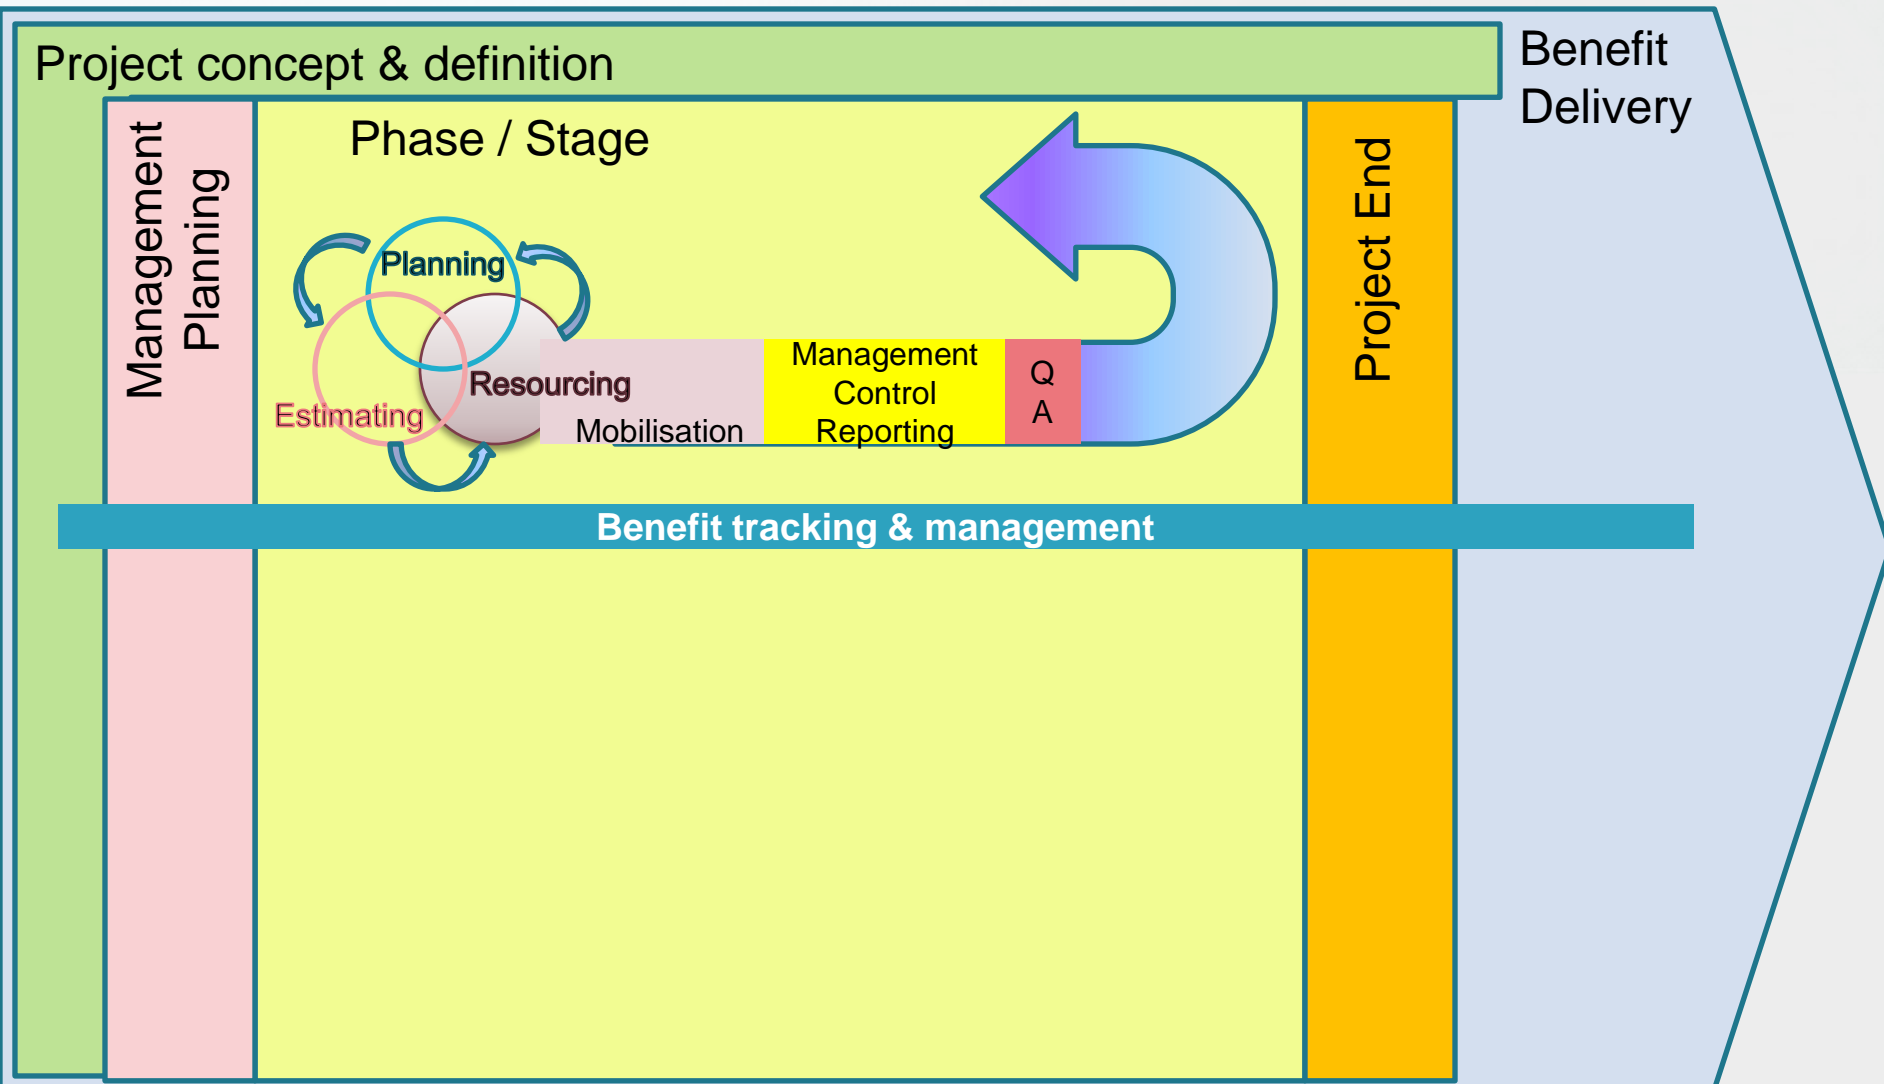 Project concept & definition
Benefit
Delivery
Management
Planning
Phase / Stage
Planning
Estimating
Resourcing
Mobilisation
Management
Control
Reporting
Q
A
Project End
Benefit tracking & management